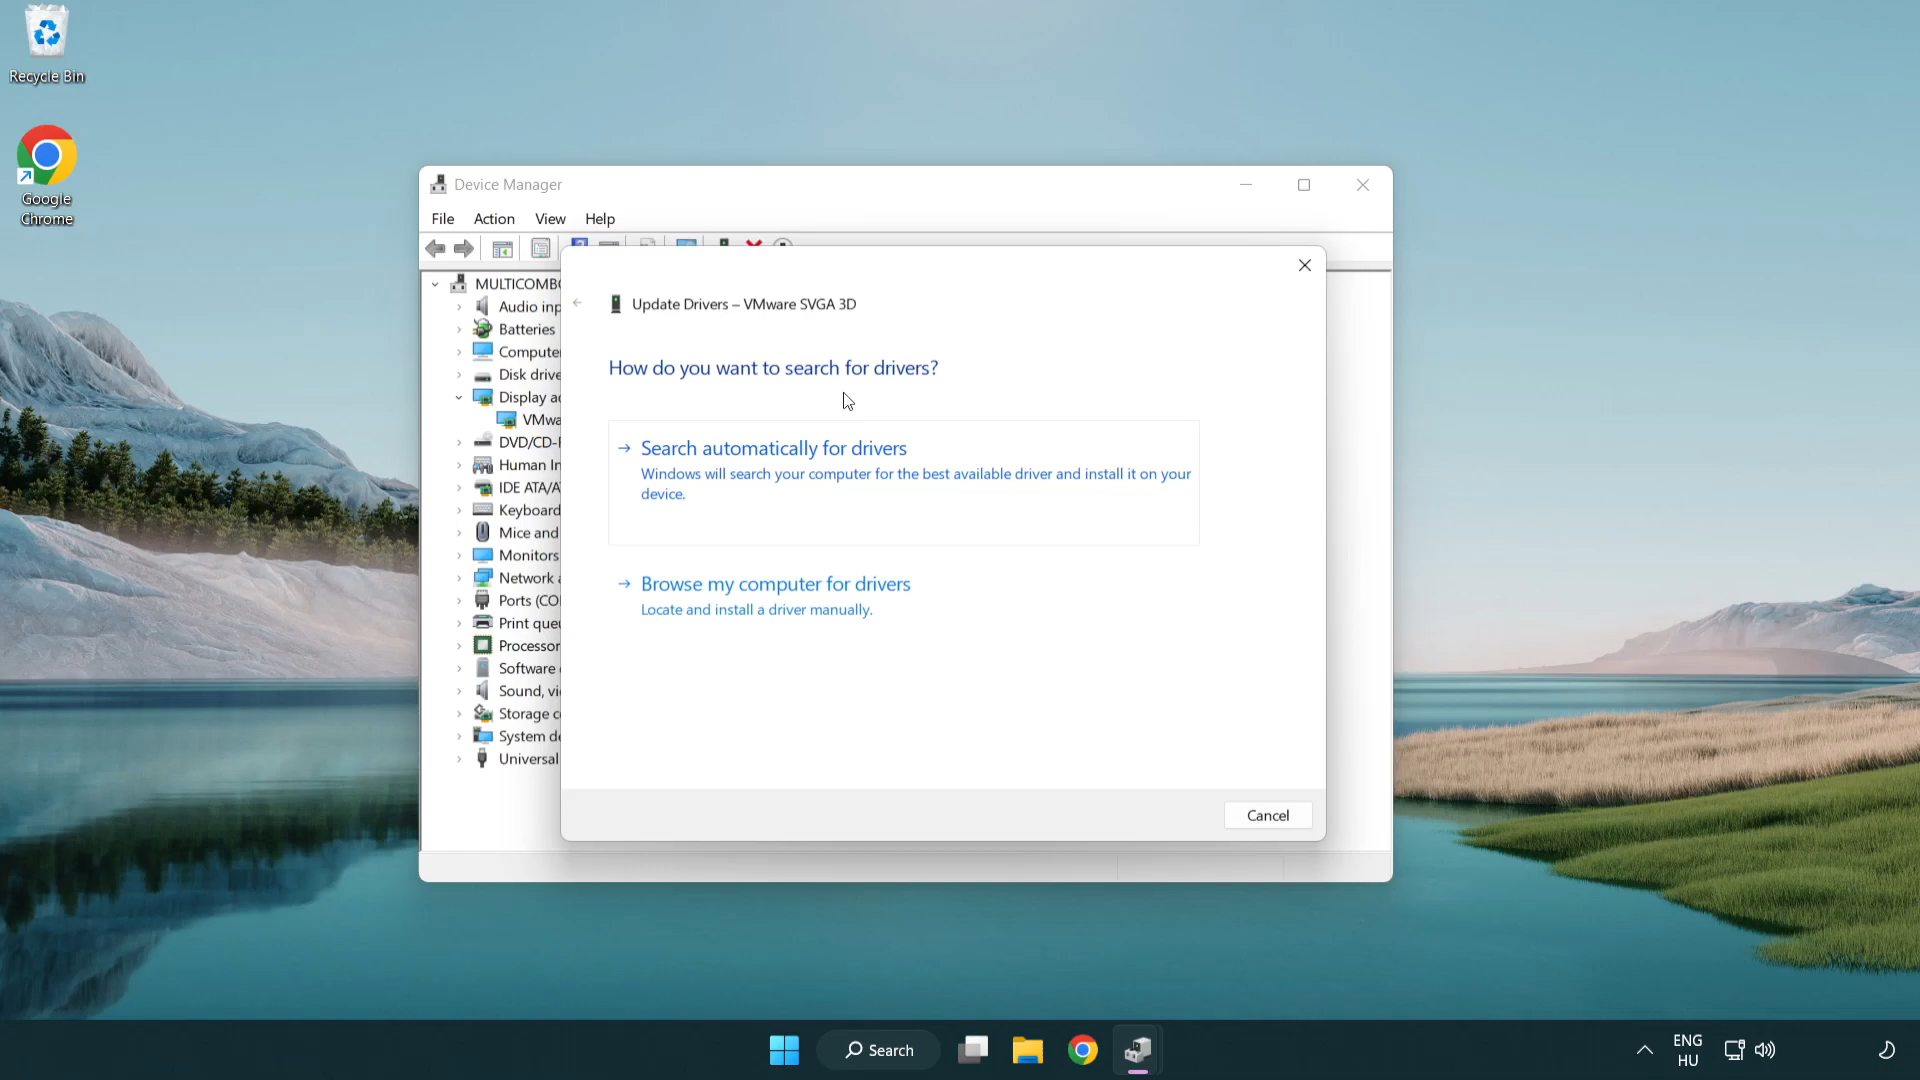 Recycle Bin
Google
Chrome
Device Manager
File Action View Help
MULTICOMBO
Audio inp
Batteries
Compute
Disk drive
Display ad
VMwa
DVD/CD-R
Human In
IDE ATA/A
Keyboard
Mice and
Monitors
Network a
Ports (CO
Print queu
Processor
Software
Sound, vi
Storage c
System de
Universal
Update Drivers – VMware SVGA 3D
How do you want to search for drivers?
Search automatically for drivers
Windows will search your computer for the best available driver and install it on your
device.
Browse my computer for drivers
Locate and install a driver manually.
Cancel
Search
ENG
HU